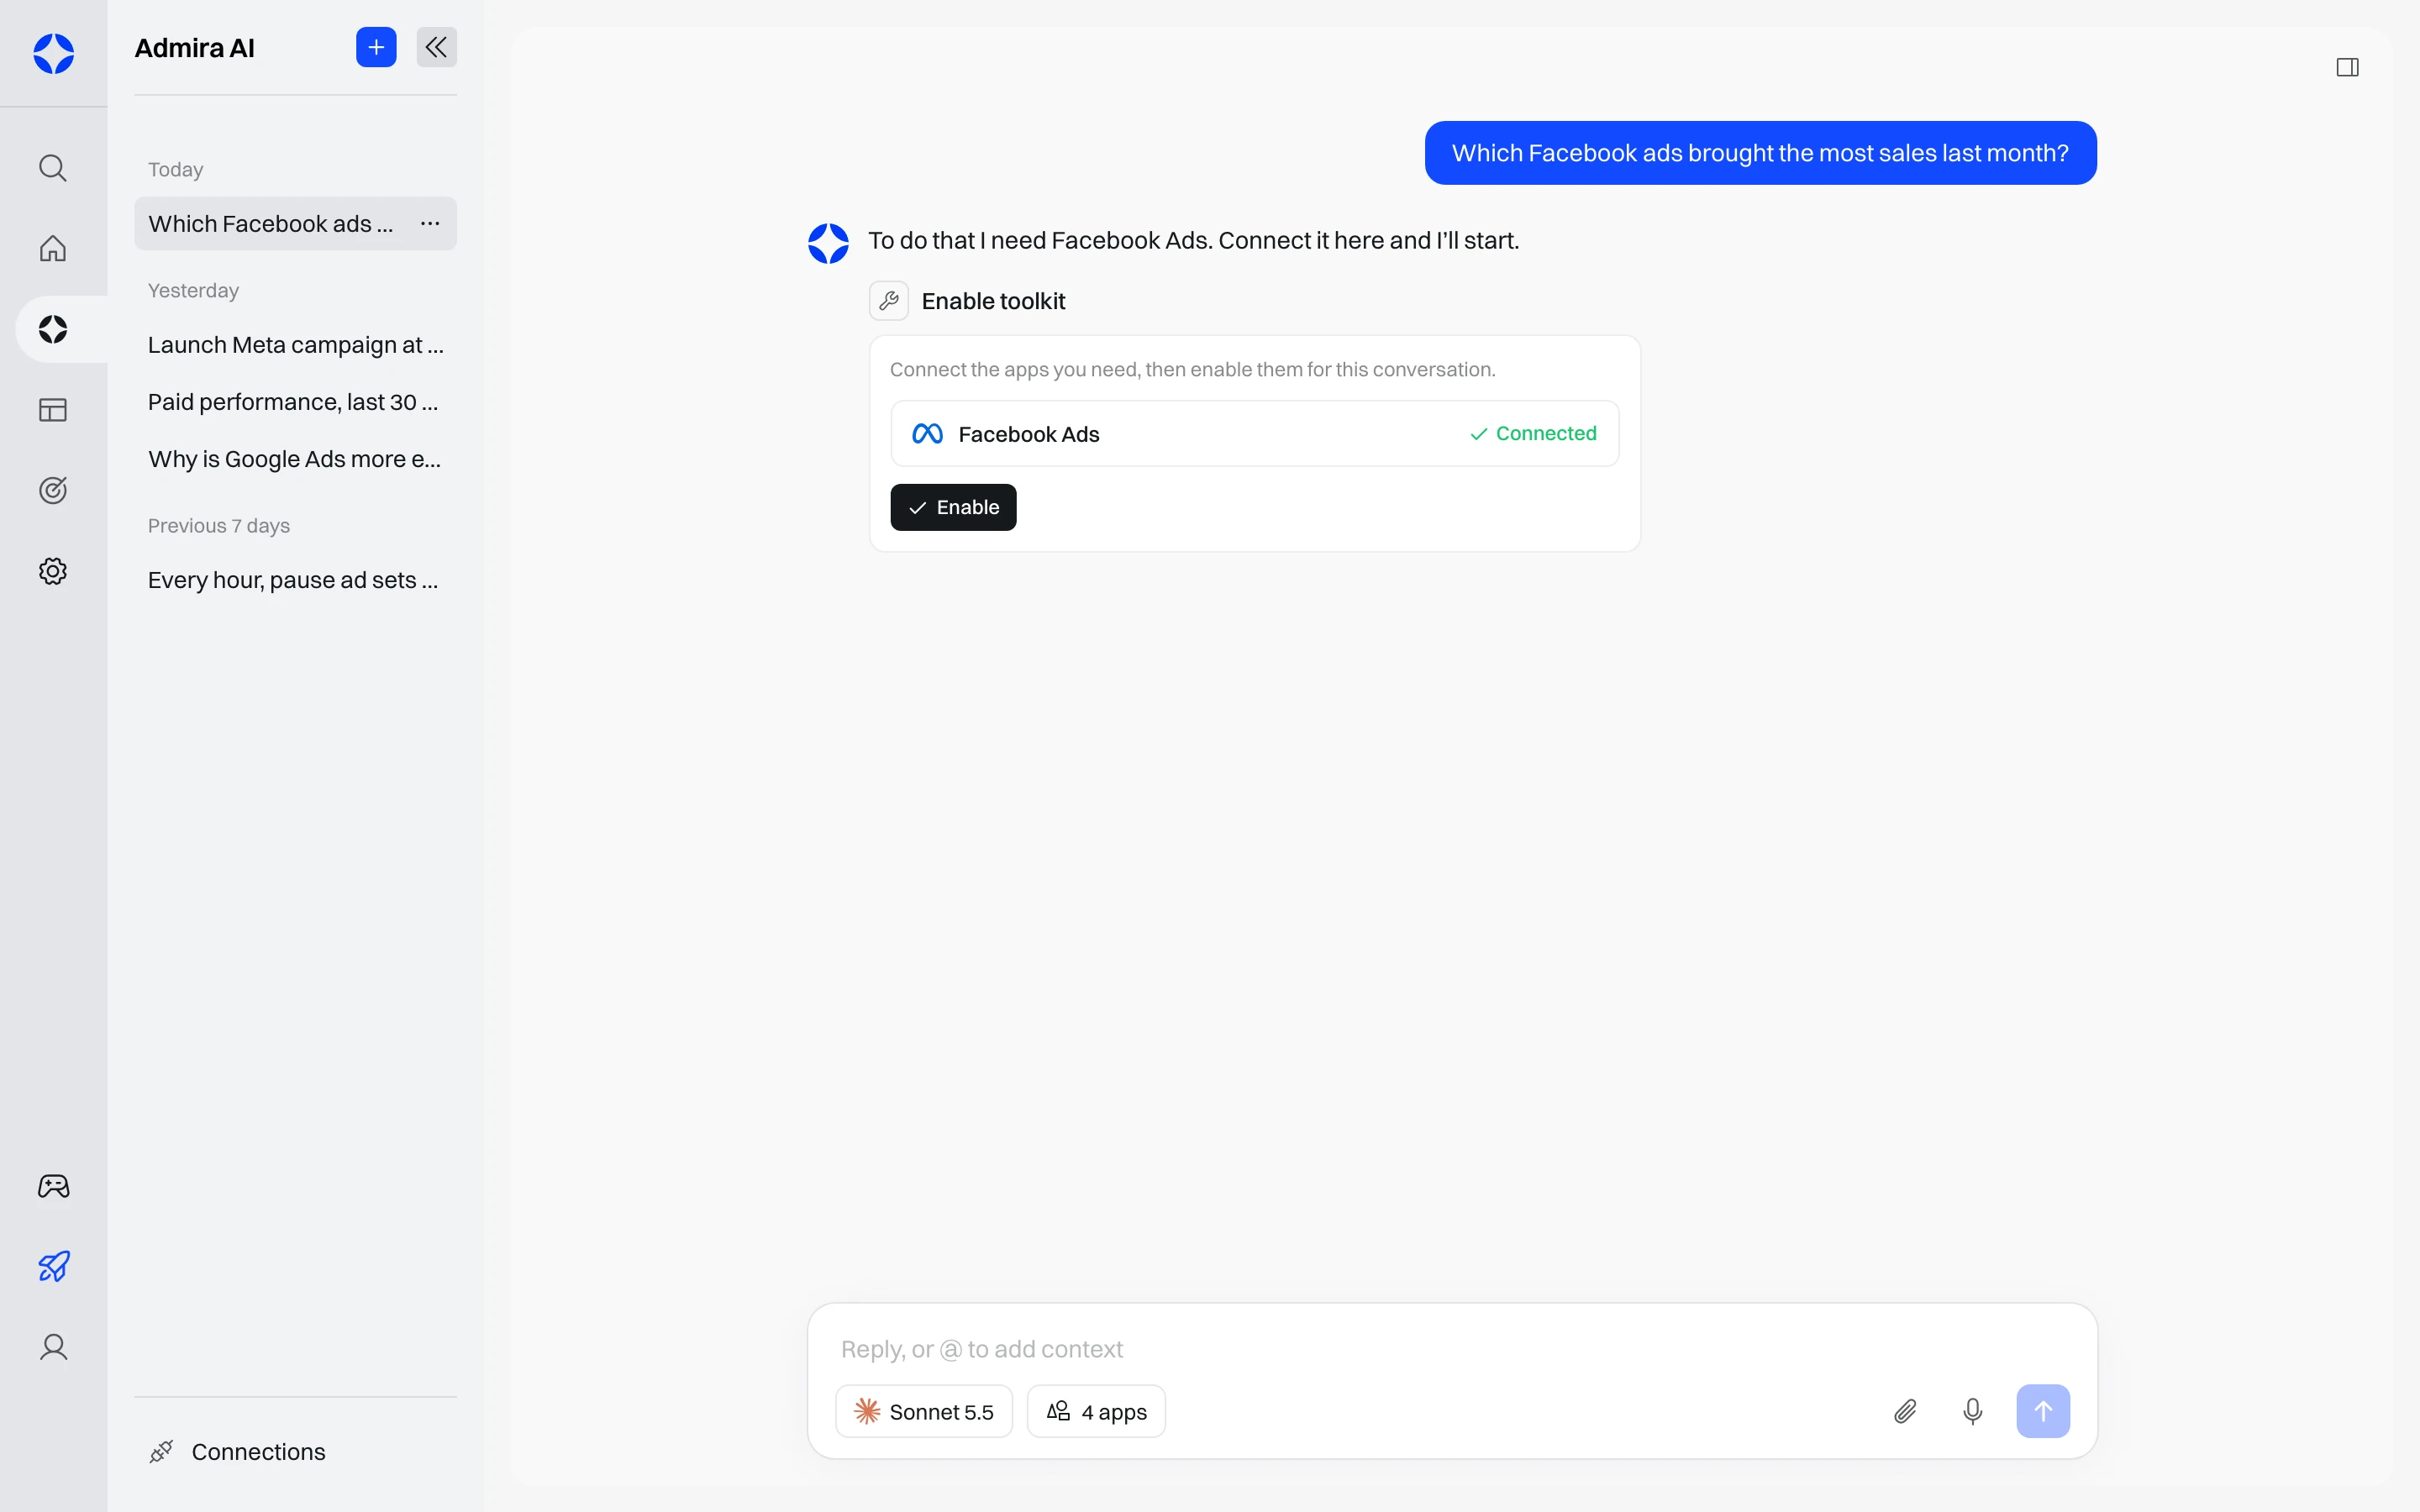 Admira AI
Today
Which Facebook ads ...
Yesterday
Launch Meta campaign at ...
Paid performance, last 30 ...
Why is Google Ads more e...
Previous 7 days
Every hour, pause ad sets ...
Connections
Which Facebook ads brought the most sales last month?
To do that I need Facebook Ads. Connect it here and I’ll start.
Enable toolkit
Connect the apps you need, then enable them for this conversation.
Facebook Ads
Connected
Enable
Reply, or @ to add context
Sonnet 5.5
4 apps